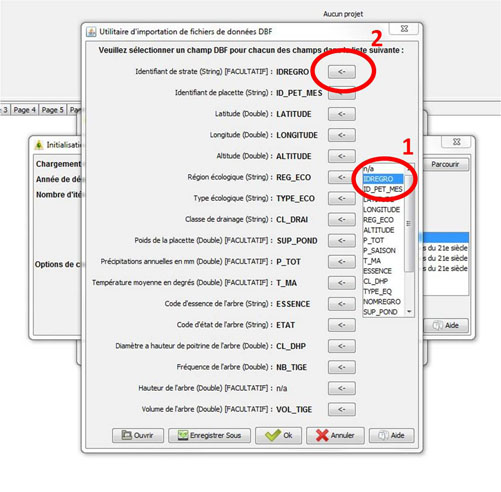 Aucun projet
Utilitaire d'importation de fichiers de données DBF
2
Veuillez sélectionner un champ DBF pour chacun des champs dans la liste suivante :
Identifiant de strate (String) [FACULTATIF] : IDREGRO <-
Identifiant de placette (String) : ID_PET_MES <-
3 Page 4 Page 5
Latitude (Double) : LATITUDE <-
Longitude (Double) : LONGITUDE <-
Initialisatio
1
Altitude (Double) : ALTITUDE <-
Chargement
n/a
Parcourir
Région écologique (String) : REG_ECO <-
IDREGRO
Année de dé
ID_PET_MES
Type écologique (String) : TYPE_ECO <-
LATITUDE
Nombre d'ité
LONGITUDE
Classe de drainage (String) : CL_DRAI <-
REG_ECO
ALTITUDE
Poids de la placette (Double) [FACULTATIF] : SUP_POND <-
P_TOT
P_SAISON
s du 21e siède
Options de c
Précipitations annuelles en mm (Double) [FACULTATIF] : P_TOT <-
T_MA
s du 21e siède
ESSENCE
s du 21e siède
Température moyenne en degrés (Double) [FACULTATIF] : T_MA <-
CL_DHP
TYPE_EQ
Code d'essence de l'arbre (String) : ESSENCE <-
NOMREGRO
SUP_POND
Code d'état de l'arbre (String) : ETAT <-
Aide
Diamètre a hauteur de poitrine de l'arbre (Double) : CL_DHP <-
Fréquence de l'arbre (Double) : NB_TIGE <-
Hauteur de l'arbre (Double) [FACULTATIF] : n/a <-
Volume de l'arbre (Double) [FACULTATIF] : VOL_TIGE <-
Ouvrir Enregistrer Sous Ok Annuler Aide